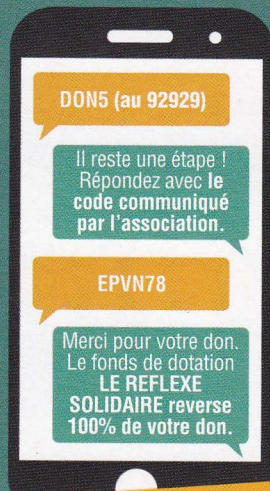 DON5 (au 92929)
Il reste une étape !
Répondez avec le
code communiqué
par l'association.
EPVN78
Merci pour votre don.
Le fonds de dotation
LE REFLEXE
SOLIDAIRE reverse
100% de votre don.